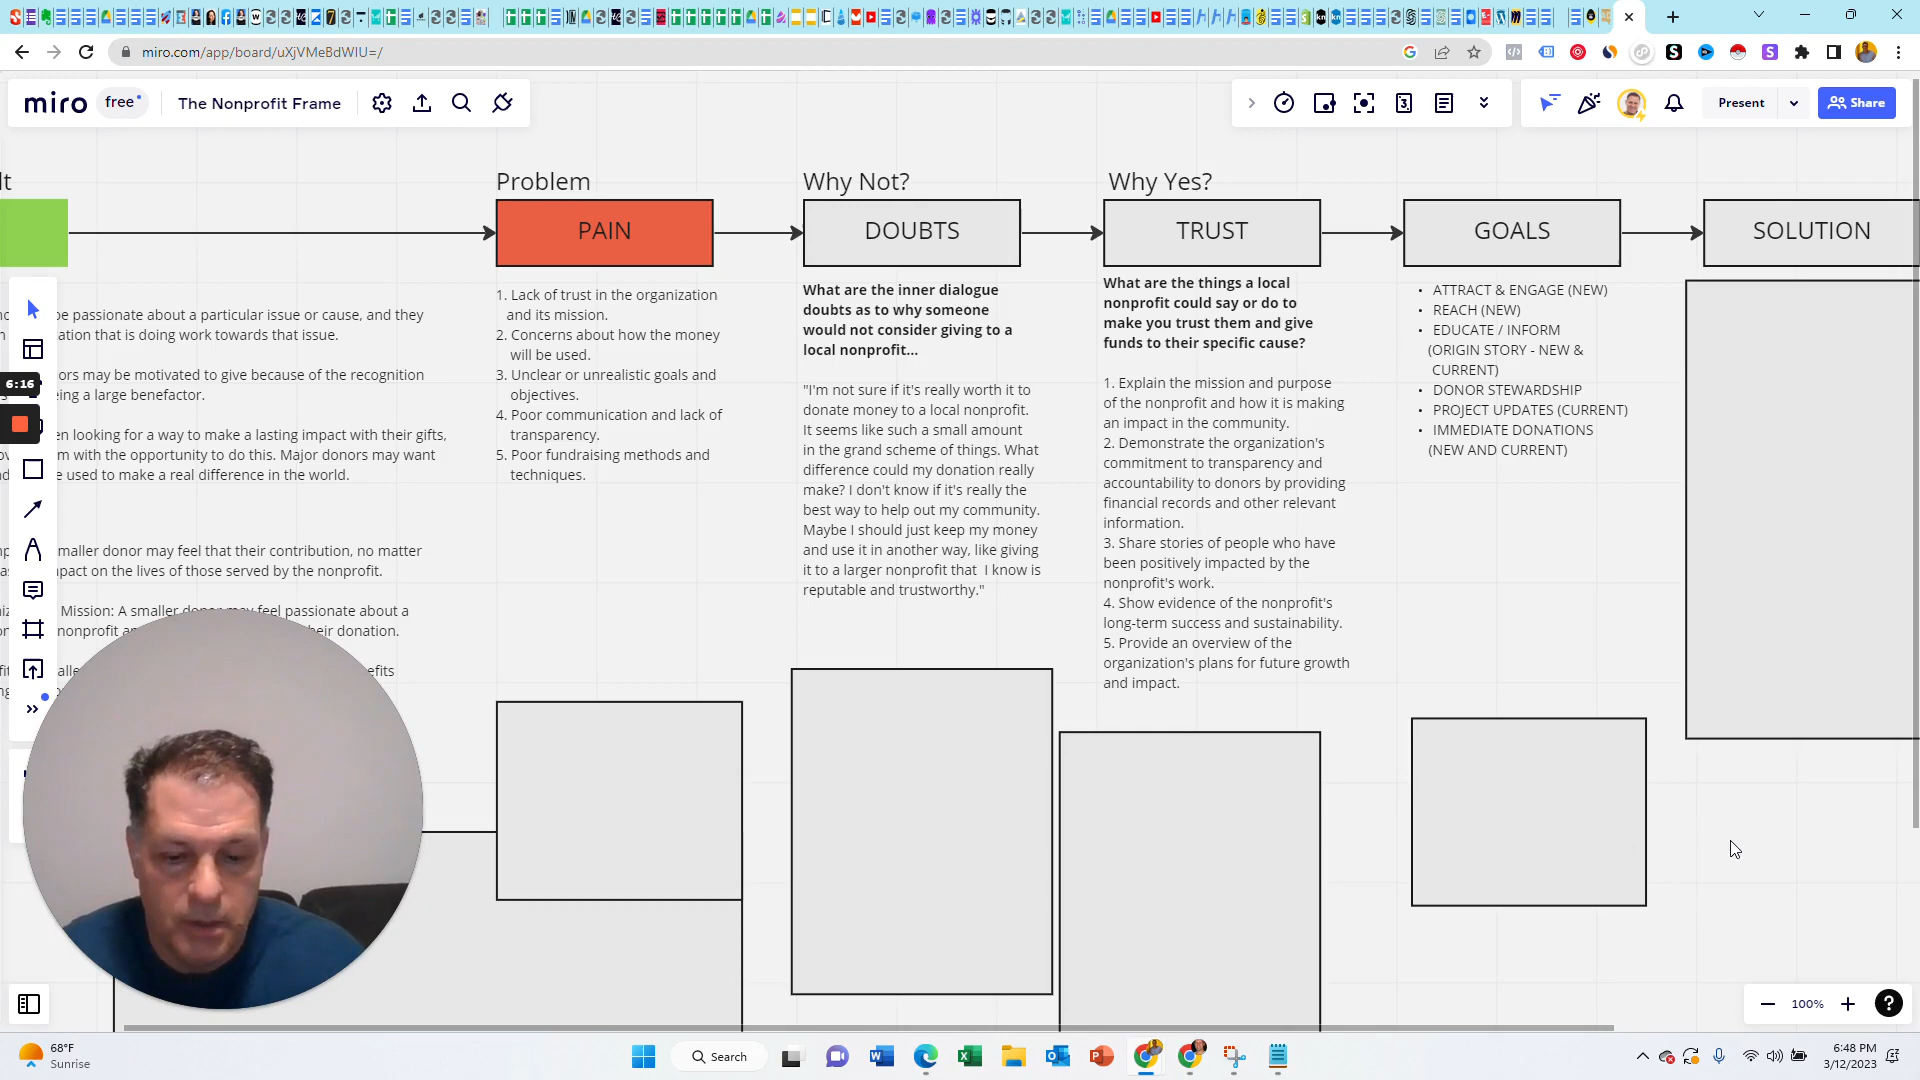 miro.com/app/board/uXjVMeBdWIU=/
miro
free
The Nonprofit Frame
3
Present
Share
lt
Problem
Why Not?
Why Yes?
PAIN
DOUBTS
TRUST
GOALS
SOLUTION
be passionate about a particular issue or cause, and they
ation that is doing work towards that issue.
ors may be motivated to give because of the recognition
eing a large benefactor.
en looking for a way to make a lasting impact with their gifts,
m with the opportunity to do this. Major donors may want
e used to make a real difference in the world.
smaller donor may feel that their contribution, no matter
impact on the lives of those served by the nonprofit.
Mission: A smaller donor may feel passionate about a
nonprofit
heir donation.
efits
1. Lack of trust in the organization
and its mission.
2. Concerns about how the money
will be used.
3. Unclear or unrealistic goals and
objectives.
4. Poor communication and lack of
transparency.
5. Poor fundraising methods and
techniques.
What are the inner dialogue
doubts as to why someone
would not consider giving to a
local nonprofit...
"I'm not sure if it's really worth it to
donate money to a local nonprofit.
It seems like such a small amount
in the grand scheme of things. What
difference could my donation really
make? I don't know if it's really the
best way to help out my community.
Maybe I should just keep my money
and use it in another way, like giving
it to a larger nonprofit that I know is
reputable and trustworthy."
What are the things a local
nonprofit could say or do to
make you trust them and give
funds to their specific cause?
1. Explain the mission and purpose
of the nonprofit and how it is making
an impact in the community.
2. Demonstrate the organization's
commitment to transparency and
accountability to donors by providing
financial records and other relevant
information.
3. Share stories of people who have
been positively impacted by the
nonprofit's work.
4. Show evidence of the nonprofit's
long-term success and sustainability.
5. Provide an overview of the
organization's plans for future growth
and impact.
• ATTRACT & ENGAGE (NEW)
• REACH (NEW)
• EDUCATE / INFORM
(ORIGIN STORY - NEW &
CURRENT)
• DONOR STEWARDSHIP
• PROJECT UPDATES (CURRENT)
• IMMEDIATE DONATIONS
(NEW AND CURRENT)
6:16
100%
?
68°F
Sunrise
Search
6:48 PM
3/12/2023